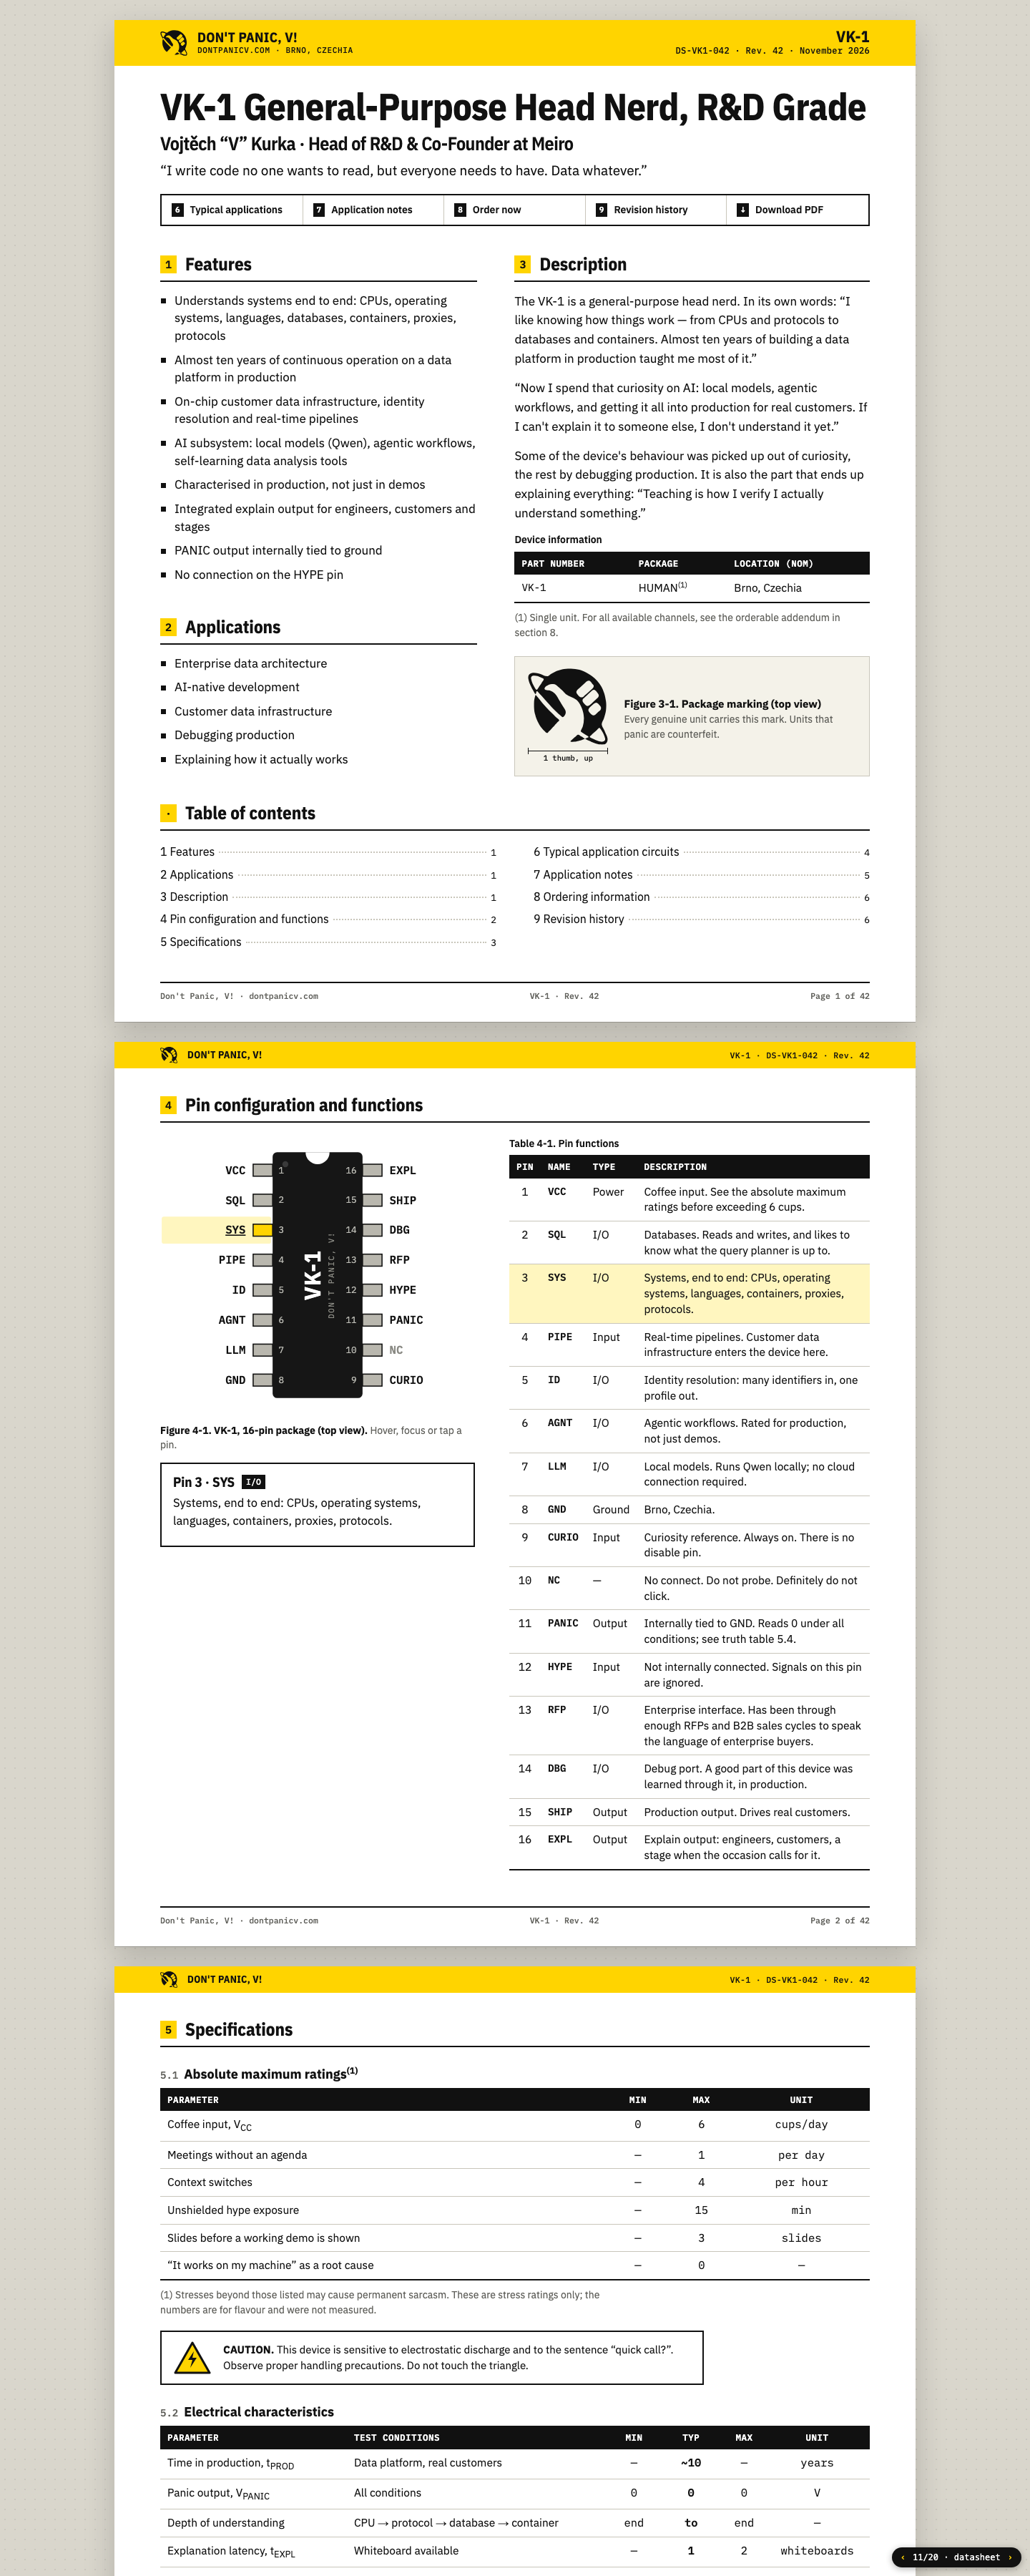 DON'T PANIC, V!
DONTPANICV.COM · BRNO, CZECHIA
VK-1
DS-VK1-042 · Rev. 42 · November 2026
VK-1 General-Purpose Head Nerd, R&D Grade
Vojtěch “V” Kurka · Head of R&D & Co-Founder at Meiro
“I write code no one wants to read, but everyone needs to have. Data whatever.”
6 Typical applications
7 Application notes
8 Order now
9 Revision history
↓ Download PDF
1 Features
Understands systems end to end: CPUs, operating
systems, languages, databases, containers, proxies,
protocols
Almost ten years of continuous operation on a data
platform in production
On-chip customer data infrastructure, identity
resolution and real-time pipelines
AI subsystem: local models (Qwen), agentic workflows,
self-learning data analysis tools
Characterised in production, not just in demos
Integrated explain output for engineers, customers and
stages
PANIC output internally tied to ground
No connection on the HYPE pin
2 Applications
Enterprise data architecture
AI-native development
Customer data infrastructure
Debugging production
Explaining how it actually works
3 Description
The VK-1 is a general-purpose head nerd. In its own words: “I
like knowing how things work — from CPUs and protocols to
databases and containers. Almost ten years of building a data
platform in production taught me most of it.”
“Now I spend that curiosity on AI: local models, agentic
workflows, and getting it all into production for real customers. If
I can't explain it to someone else, I don't understand it yet.”
Some of the device's behaviour was picked up out of curiosity,
the rest by debugging production. It is also the part that ends up
explaining everything: “Teaching is how I verify I actually
understand something.”
Device information
PART NUMBER PACKAGE LOCATION (NOM)
VK-1 HUMAN(1) Brno, Czechia
(1) Single unit. For all available channels, see the orderable addendum in
section 8.
1 thumb, up
Figure 3-1. Package marking (top view)
Every genuine unit carries this mark. Units that
panic are counterfeit.
· Table of contents
1 Features 1
2 Applications 1
3 Description 1
4 Pin configuration and functions 2
5 Specifications 3
6 Typical application circuits 4
7 Application notes 5
8 Ordering information 6
9 Revision history 6
Don't Panic, V! · dontpanicv.com
VK-1 · Rev. 42
Page 1 of 42
DON'T PANIC, V!
VK-1 · DS-VK1-042 · Rev. 42
4 Pin configuration and functions
VCC 1 16 EXPL
SQL 2 15 SHIP
SYS 3 14 DBG
PIPE 4 13 RFP
ID 5 12 HYPE
AGNT 6 11 PANIC
LLM 7 10 NC
GND 8 9 CURIO
VK-1
DON'T PANIC, V!
Figure 4-1. VK-1, 16-pin package (top view). Hover, focus or tap a
pin.
Pin 3 · SYS I/O
Systems, end to end: CPUs, operating systems,
languages, containers, proxies, protocols.
Table 4-1. Pin functions
PIN NAME TYPE DESCRIPTION
1 VCC Power Coffee input. See the absolute maximum
ratings before exceeding 6 cups.
2 SQL I/O Databases. Reads and writes, and likes to
know what the query planner is up to.
3 SYS I/O Systems, end to end: CPUs, operating
systems, languages, containers, proxies,
protocols.
4 PIPE Input Real-time pipelines. Customer data
infrastructure enters the device here.
5 ID I/O Identity resolution: many identifiers in, one
profile out.
6 AGNT I/O Agentic workflows. Rated for production,
not just demos.
7 LLM I/O Local models. Runs Qwen locally; no cloud
connection required.
8 GND Ground Brno, Czechia.
9 CURIO Input Curiosity reference. Always on. There is no
disable pin.
10 NC — No connect. Do not probe. Definitely do not
click.
11 PANIC Output Internally tied to GND. Reads 0 under all
conditions; see truth table 5.4.
12 HYPE Input Not internally connected. Signals on this pin
are ignored.
13 RFP I/O Enterprise interface. Has been through
enough RFPs and B2B sales cycles to speak
the language of enterprise buyers.
14 DBG I/O Debug port. A good part of this device was
learned through it, in production.
15 SHIP Output Production output. Drives real customers.
16 EXPL Output Explain output: engineers, customers, a
stage when the occasion calls for it.
Don't Panic, V! · dontpanicv.com
VK-1 · Rev. 42
Page 2 of 42
DON'T PANIC, V!
VK-1 · DS-VK1-042 · Rev. 42
5 Specifications
5.1 Absolute maximum ratings(1)
PARAMETER MIN MAX UNIT
Coffee input, VCC 0 6 cups/day
Meetings without an agenda — 1 per day
Context switches — 4 per hour
Unshielded hype exposure — 15 min
Slides before a working demo is shown — 3 slides
“It works on my machine” as a root cause — 0 —
(1) Stresses beyond those listed may cause permanent sarcasm. These are stress ratings only; the
numbers are for flavour and were not measured.
CAUTION. This device is sensitive to electrostatic discharge and to the sentence “quick call?”.
Observe proper handling precautions. Do not touch the triangle.
5.2 Electrical characteristics
PARAMETER TEST CONDITIONS MIN TYP MAX UNIT
Time in production, tPROD Data platform, real customers — ~10 — years
Panic output, VPANIC All conditions 0 0 0 V
Depth of understanding CPU → protocol → database → container end to end —
Explanation latency, tEXPL Whiteboard available — 1 2 whiteboards
‹ 11/20 · datasheet ›